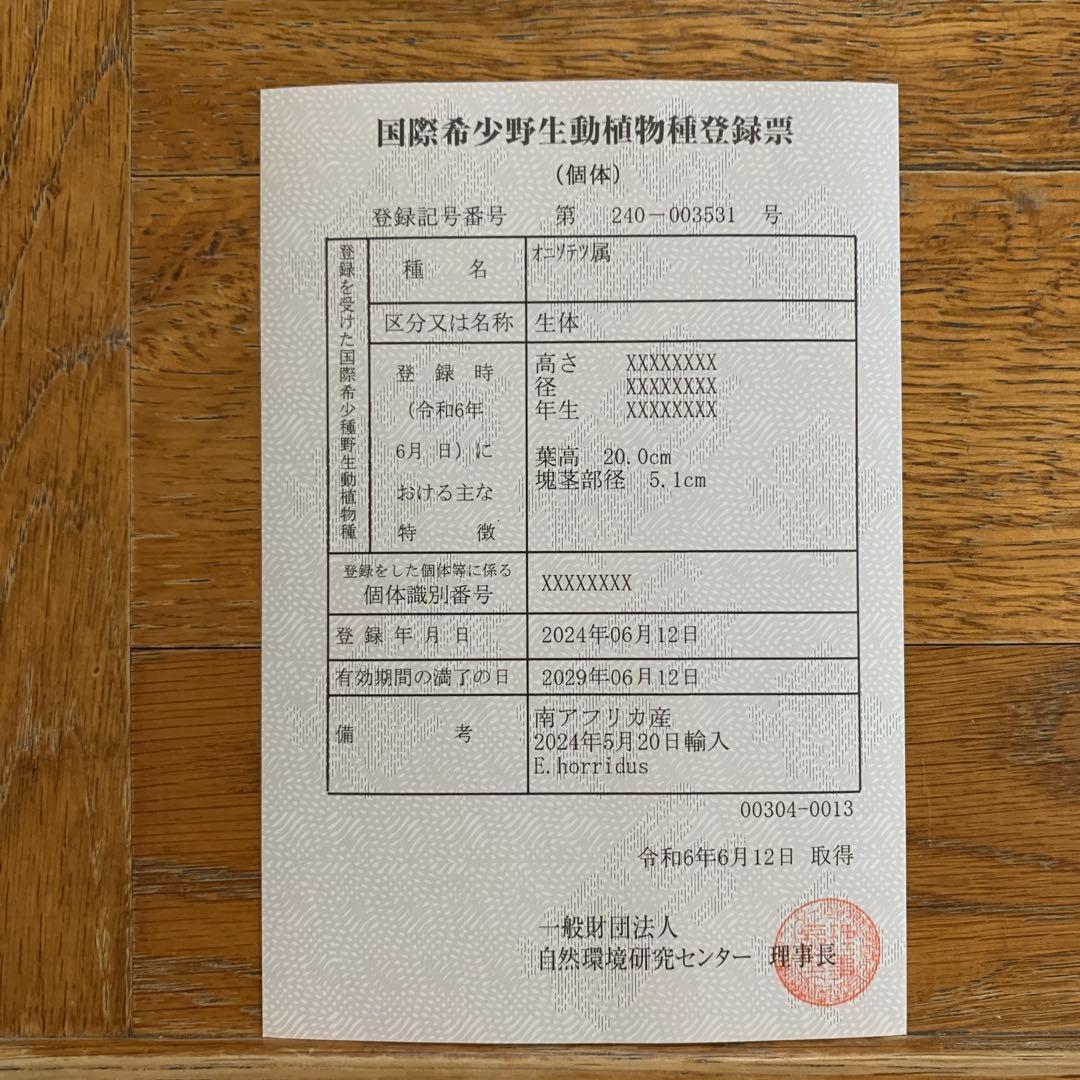 国際希少野生動植物種登録票
(個体)
登録記号番号 第 240-003531 号
登録を受けた国際希少種野生動植物種
種名 ｵﾆｿﾃﾂ属
区分又は名称 生体
登録時
(令和6年
6月 日)に
おける主な
特徴
高さ XXXXXXXX
径 XXXXXXXX
年生 XXXXXXXX
葉高 20.0cm
塊茎部径 5.1cm
登録をした個体等に係る
個体識別番号 XXXXXXXX
登録年月日 2024年06月12日
有効期間の満了の日 2029年06月12日
備考
南アフリカ産
2024年5月20日輸入
E.horridus
00304-0013
令和6年6月12日 取得
一般財団法人
自然環境研究センター 理事長